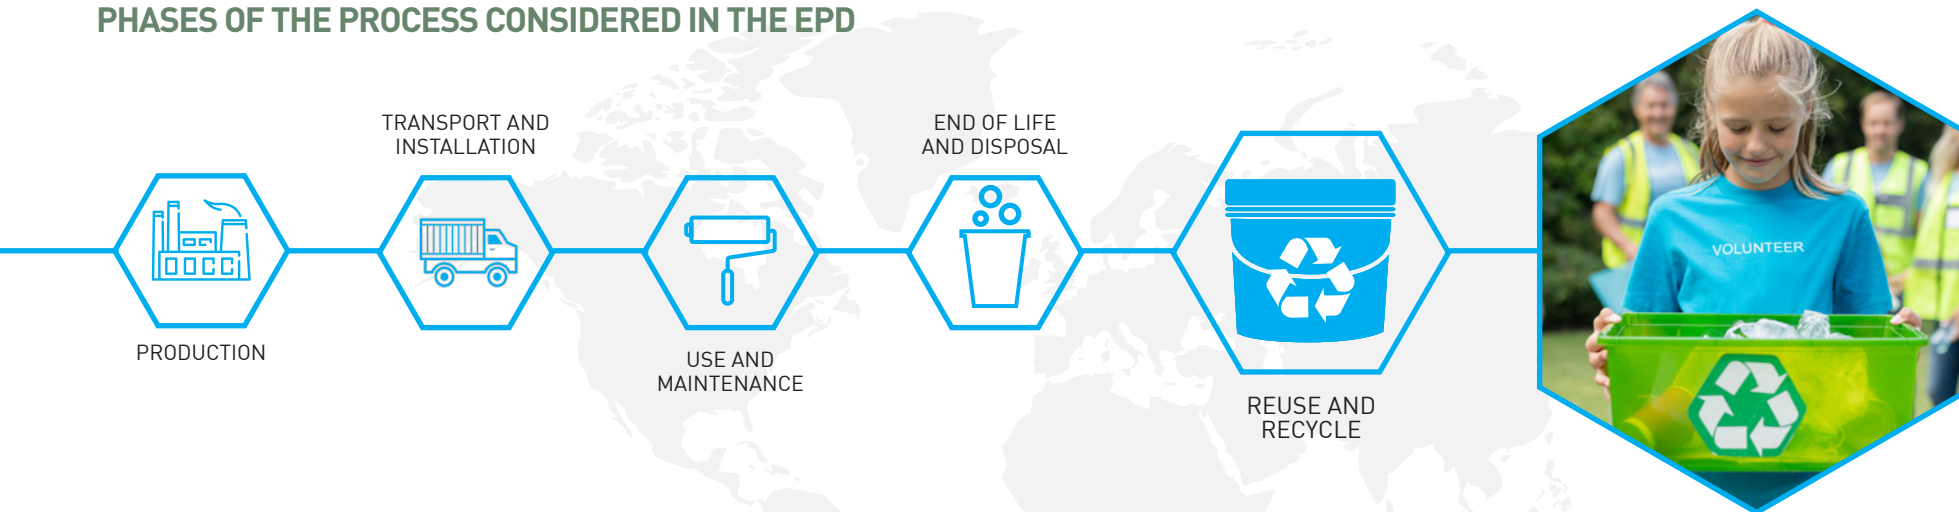 PHASES OF THE PROCESS CONSIDERED IN THE EPD
PRODUCTION
TRANSPORT AND
INSTALLATION
USE AND
MAINTENANCE
END OF LIFE
AND DISPOSAL
REUSE AND
RECYCLE
VOLUNTEER